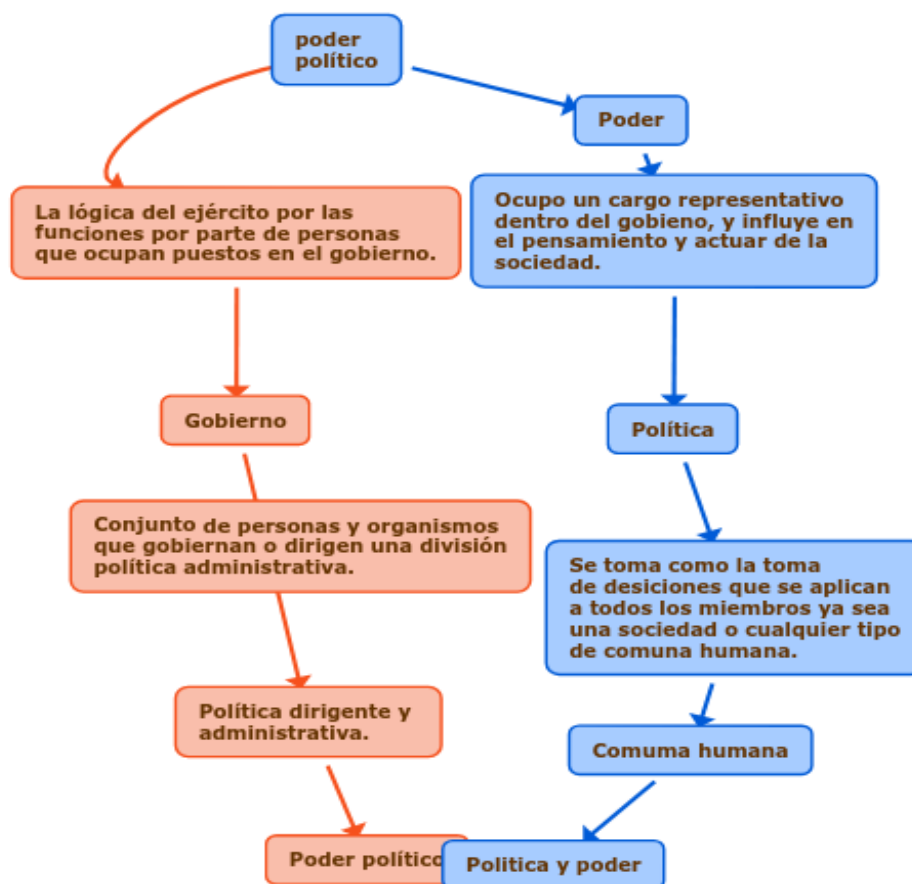 poder
político
Poder
La lógica del ejército por las
funciones por parte de personas
que ocupan puestos en el gobierno.
Ocupo un cargo representativo
dentro del gobieno, y influye en
el pensamiento y actuar de la
sociedad.
Gobierno
Política
Conjunto de personas y organismos
que gobiernan o dirigen una división
política administrativa.
Se toma como la toma
de desiciones que se aplican
a todos los miembros ya sea
una sociedad o cualquier tipo
de comuna humana.
Política dirigente y
administrativa.
Comuma humana
Poder político
Politica y poder